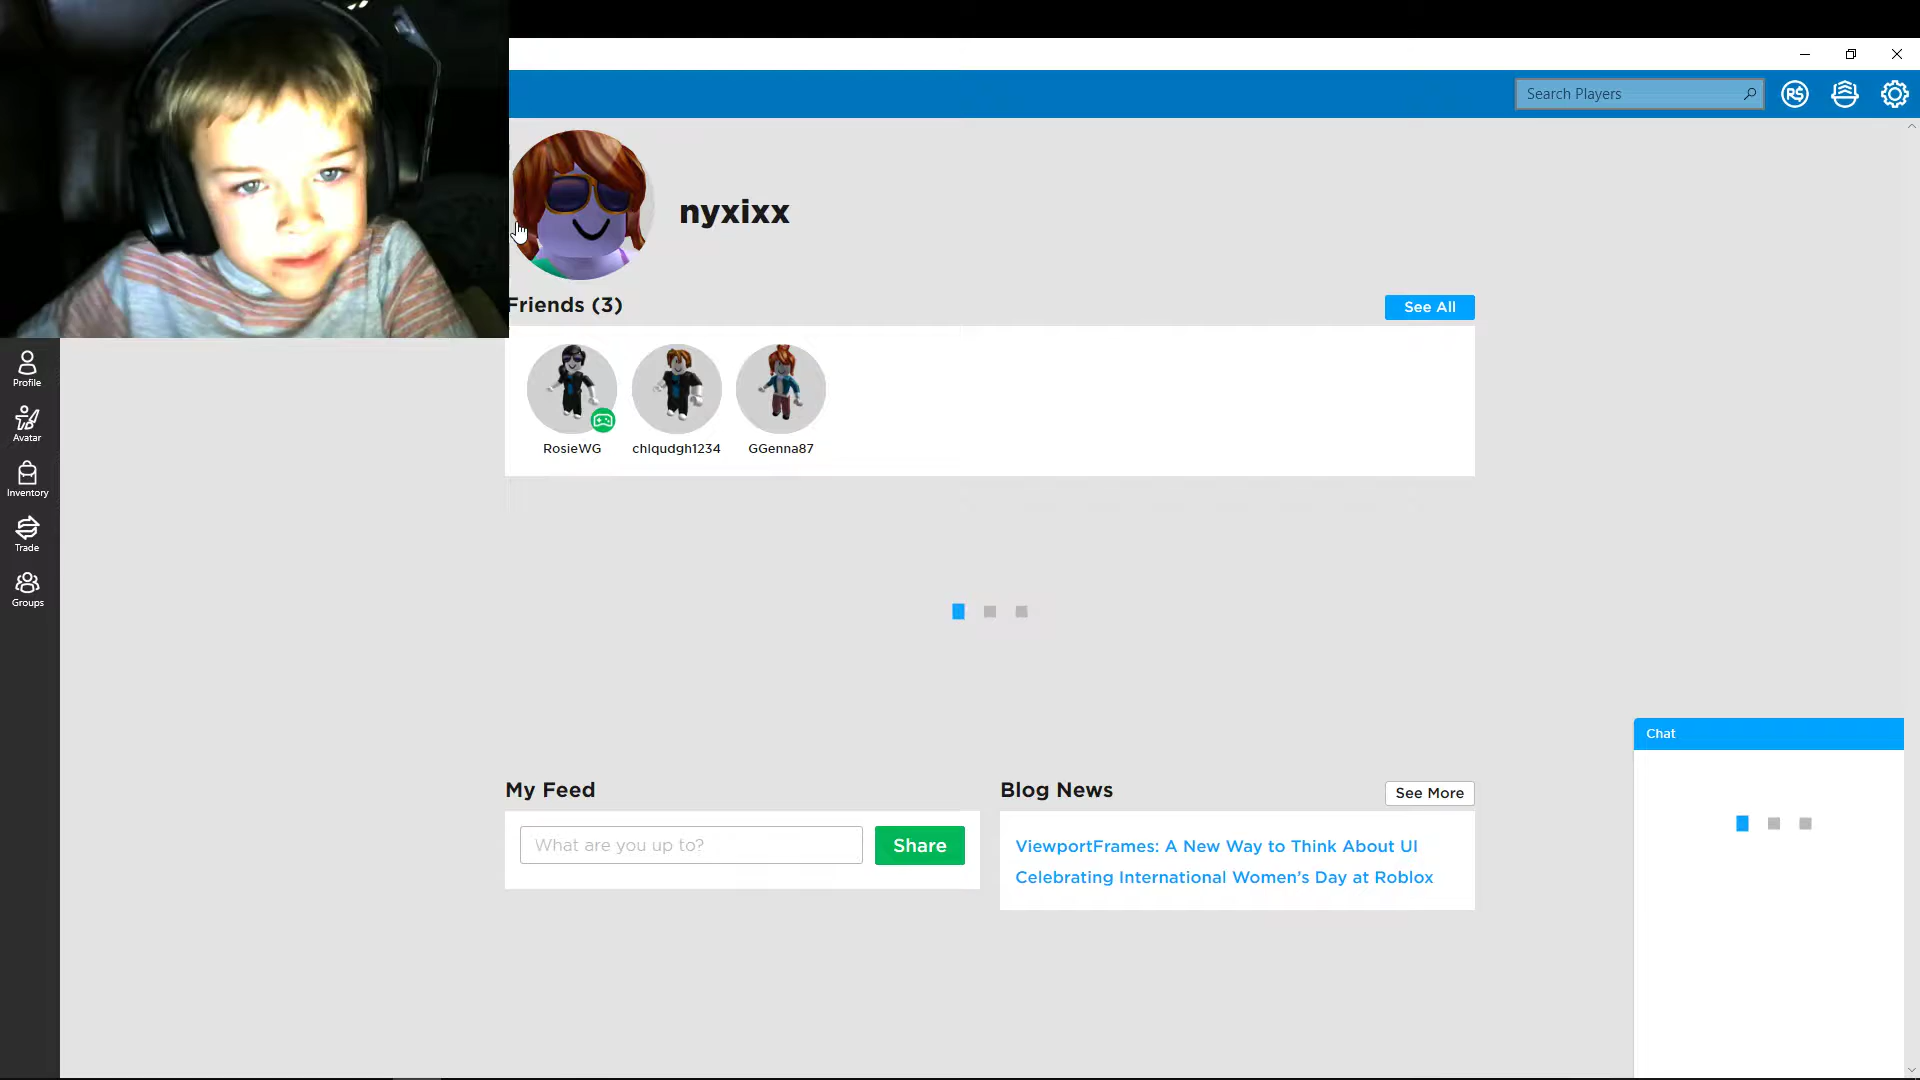 Search Players
nyxixx
Friends (3)
See All
RosieWG
chlqudgh1234
GGenna87
Profile
Avatar
Inventory
Trade
Groups
My Feed
What are you up to?
Share
Blog News
See More
ViewportFrames: A New Way to Think About UI
Celebrating International Women's Day at Roblox
Chat